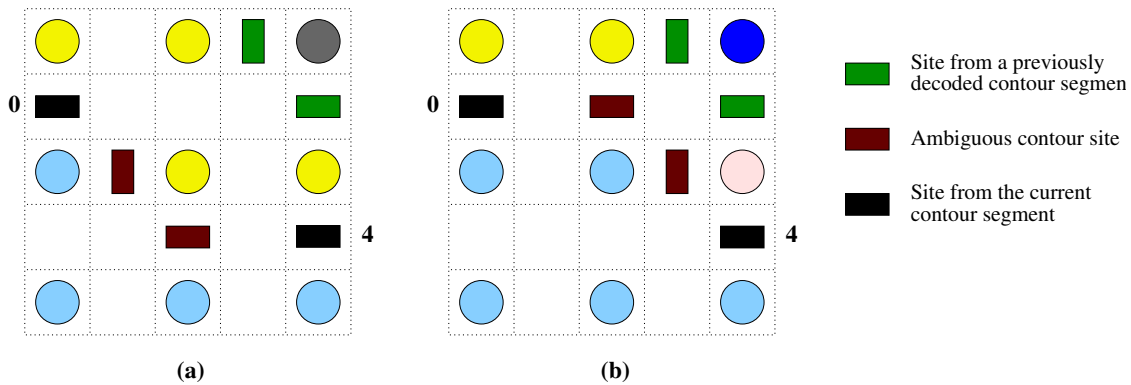 0
4
(a)
0
4
(b)
Site from a previously
decoded contour segmen
Ambiguous contour site
Site from the current
contour segment